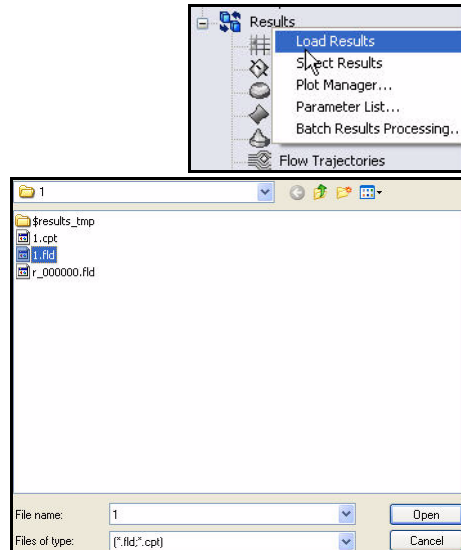 Results
Load Results
Select Results
Plot Manager...
Parameter List...
Batch Results Processing...
Flow Trajectories
1
$results_tmp
1.cpt
1.fld
r_000000.fld
File name:
1
Open
Files of type:
(*.fld;*.cpt)
Cancel